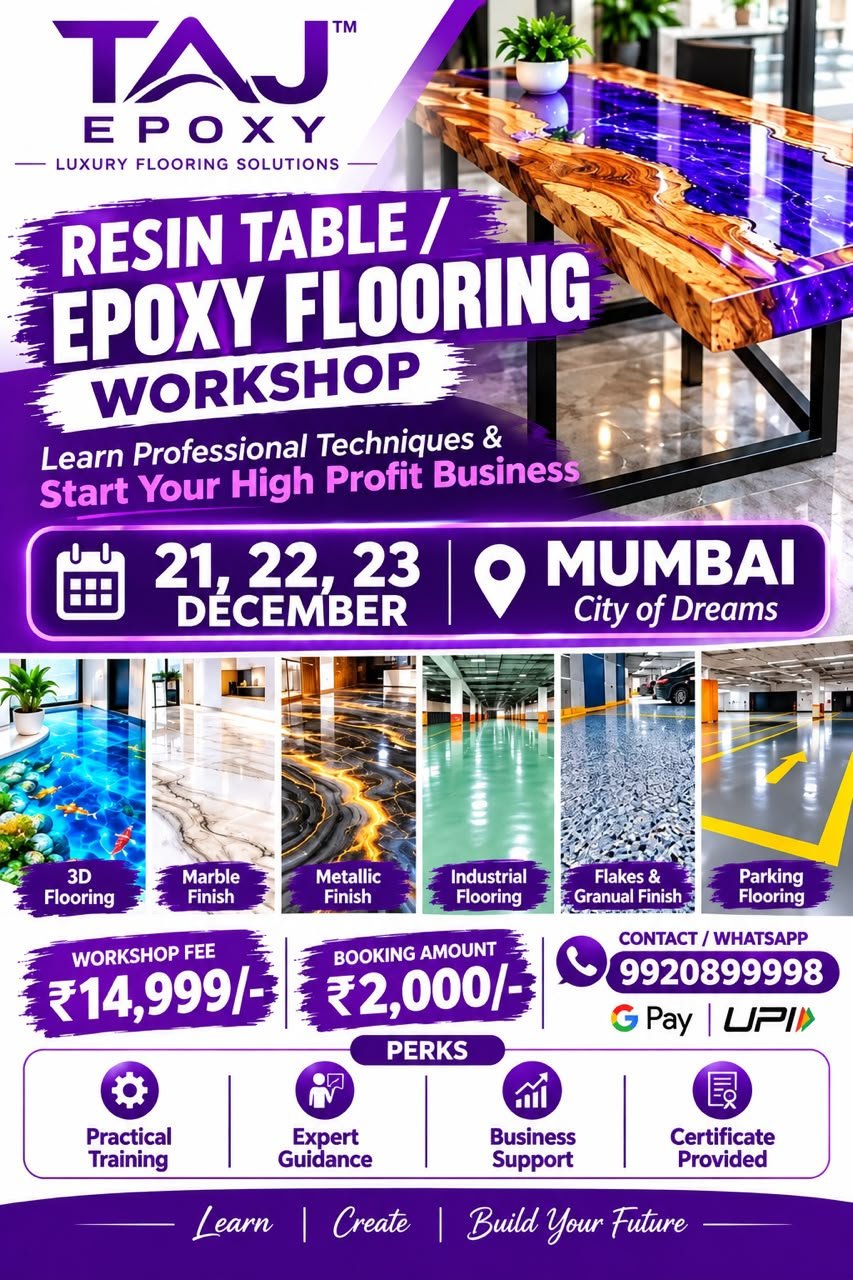 TAJ™
EPOXY
LUXURY FLOORING SOLUTIONS
RESIN TABLE /
EPOXY FLOORING
WORKSHOP
Learn Professional Techniques &
Start Your High Profit Business
21, 22, 23
DECEMBER
MUMBAI
City of Dreams
3D
Flooring
Marble
Finish
Metallic
Finish
Industrial
Flooring
Flakes &
Granual Finish
Parking
Flooring
WORKSHOP FEE
₹14,999/-
BOOKING AMOUNT
₹2,000/-
CONTACT / WHATSAPP
9920899998
G Pay | UPI
PERKS
Practical
Training
Expert
Guidance
Business
Support
Certificate
Provided
Learn | Create | Build Your Future